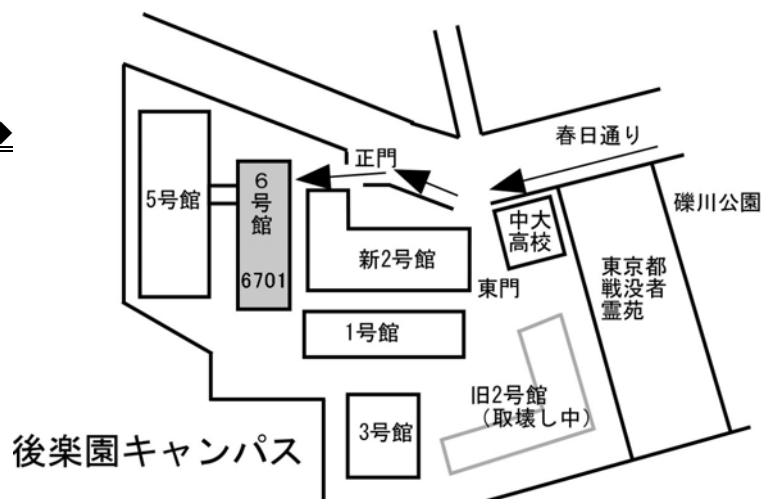 春日通り
正門
礫川公園
5号館
6
号
館
6701
中大
高校
新2号館
東門
東京都
戦没者
霊苑
1号館
旧2号館
（取壊し中）
3号館
後楽園キャンパス